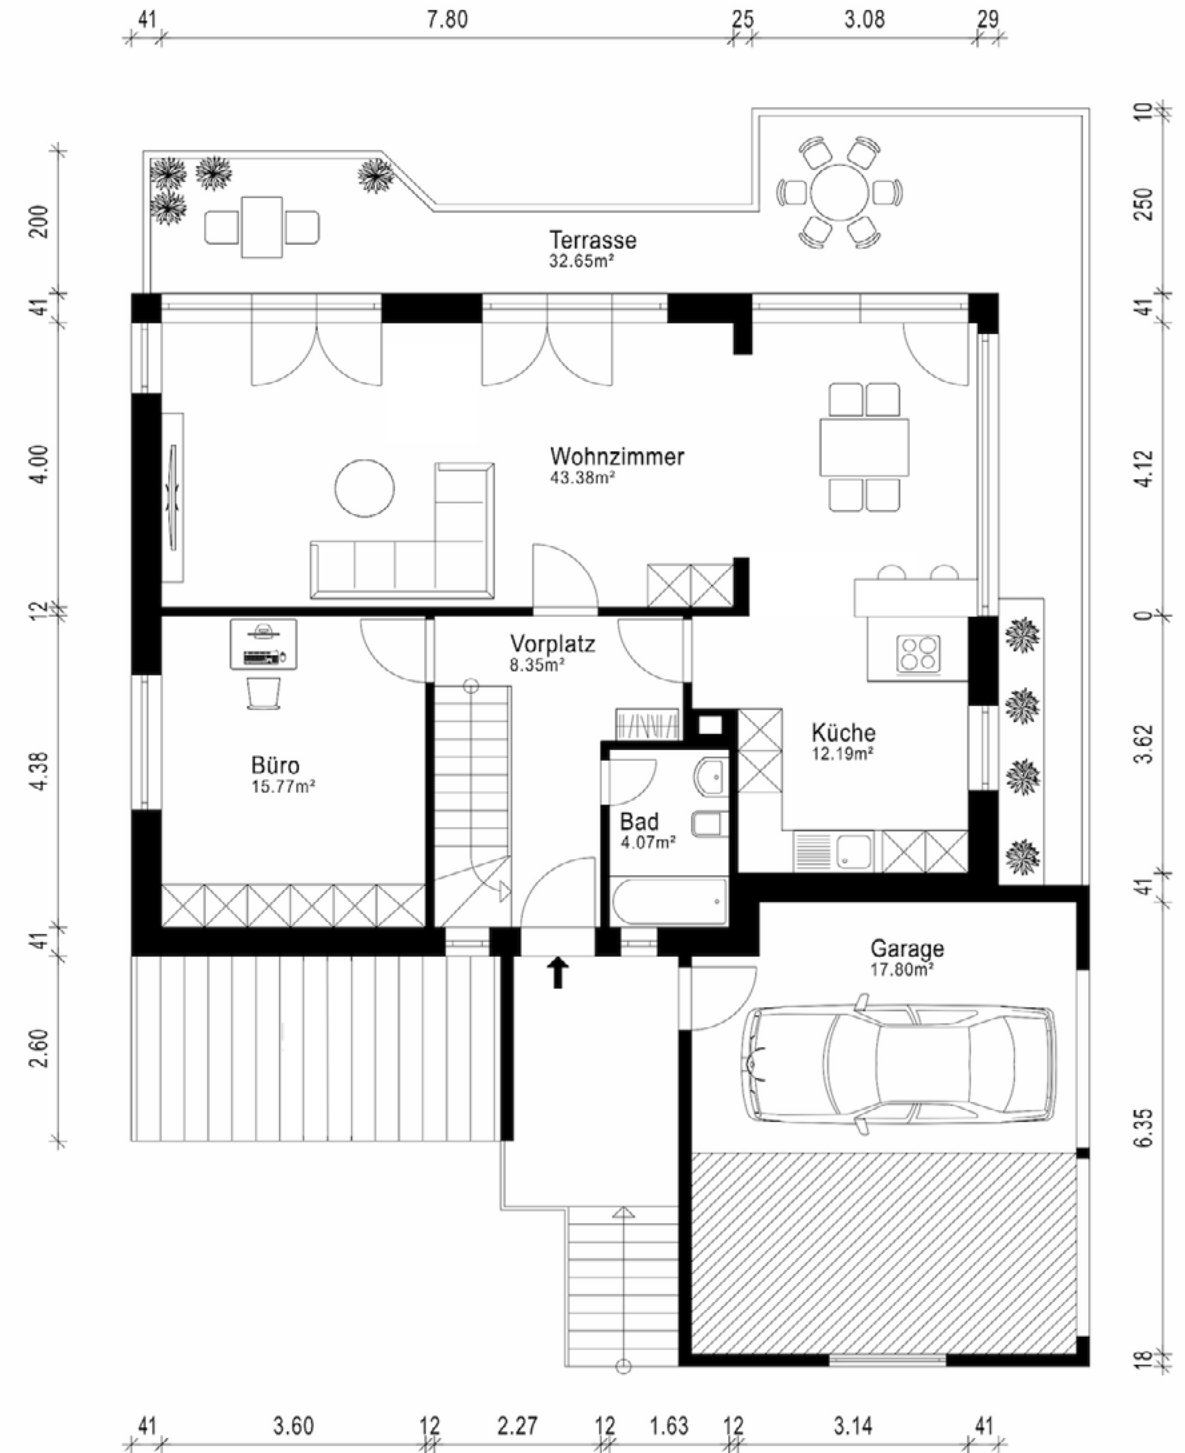 41 7.80 25 3.08 29
10
200
250
Terrasse
32.65m²
41
41
4.00
Wohnzimmer
43.38m²
4.12
12
Vorplatz
8.35m²
0
Küche
12.19m²
3.62
4.38
Büro
15.77m²
Bad
4.07m²
41
41
Garage
17.80m²
2.60
6.35
18
41 3.60 12 2.27 12 1.63 12 3.14 41